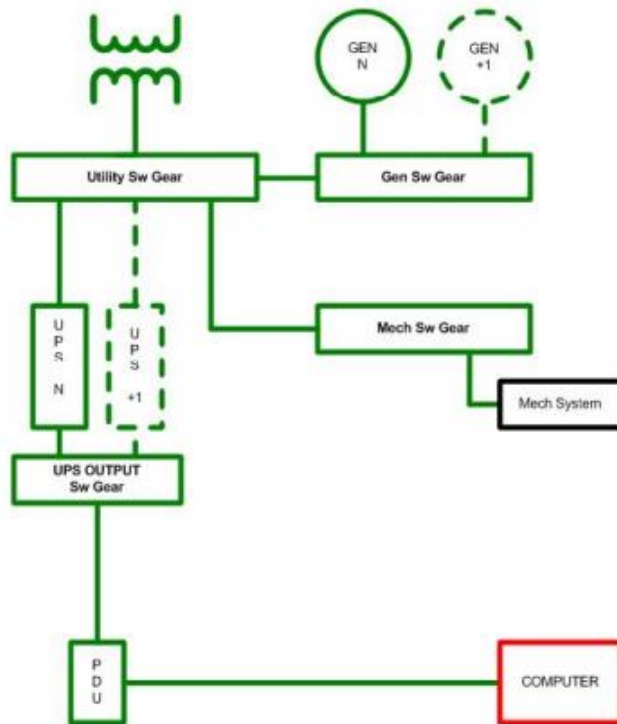 GEN
N
GEN
+1
Utility Sw Gear
Gen Sw Gear
U
P
S
N
U
P
S
+1
Mech Sw Gear
Mech System
UPS OUTPUT
Sw Gear
P
D
U
COMPUTER